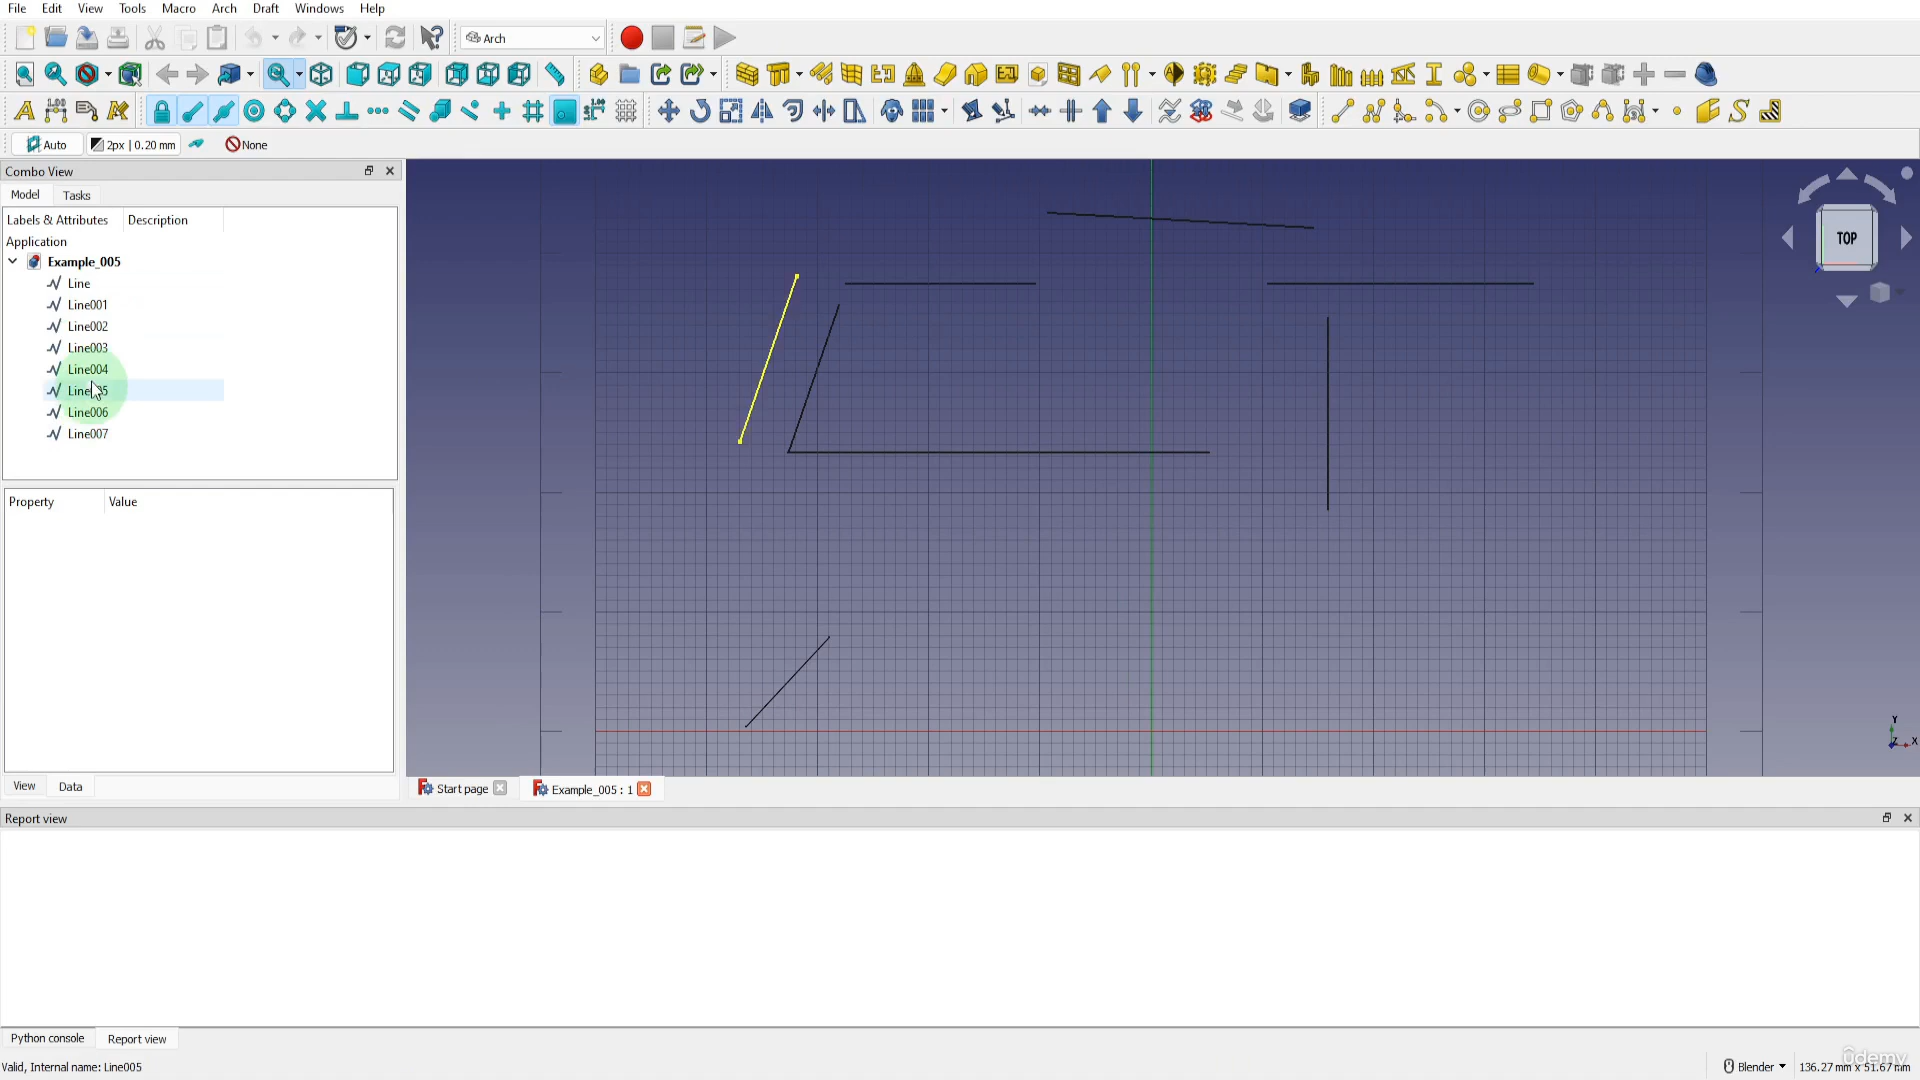 File Edit View Tools Macro Arch Draft Windows Help
Arch
Auto 2px | 0.20 mm None
Combo View
Model Tasks
Labels & Attributes Description
Application
Example_005
Line
Line001
Line002
Line003
Line004
Line005
Line006
Line007
Property Value
View Data
TOP
Y
Z X
Start page Example_005 : 1
Report view
Python console Report view
Valid, Internal name: Line005
Blender 136.27 mm x 51.67 mm
ûdemy